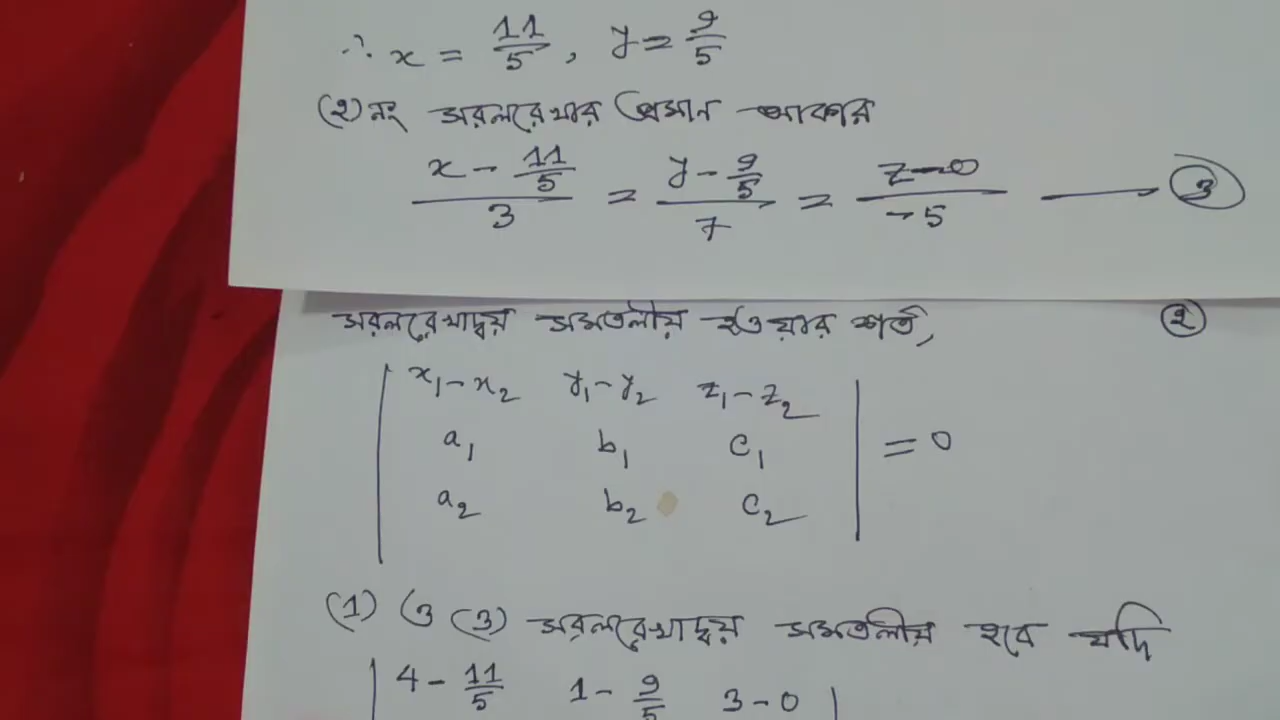 ∴ x = 11/5, y = 9/5
(২) নং সরলরেখার প্রমান আকার
(x - 11/5)/3 = (y - 9/5)/7 = (z - 0)/-5 ⟶ ③
সরলরেখাদ্বয় সমতলীয় হওয়ার শর্ত, ②
| x₁ - x₂ y₁ - y₂ z₁ - z₂ |
| a₁ b₁ c₁ | = 0
| a₂ b₂ c₂ |
(1) ও (3) সরলরেখাদ্বয় সমতলীয় হবে যদি
| 4 - 11/5 1 - 9/5 3 - 0 |